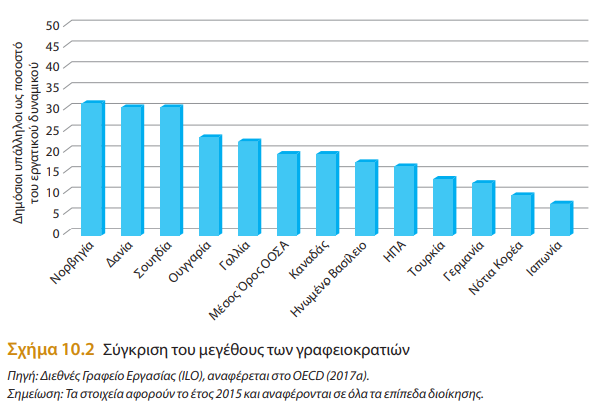 Δημόσιοι υπάλληλοι ως ποσοστό
του εργατικού δυναμικού
50
45
40
35
30
25
20
15
10
5
0
Νορβηγία
Δανία
Σουηδία
Ουγγαρία
Γαλλία
Μέσος Όρος ΟΟΣΑ
Καναδάς
Ηνωμένο Βασίλειο
ΗΠΑ
Τουρκία
Γερμανία
Νότια Κορέα
Ιαπωνία
Σχήμα 10.2 Σύγκριση του μεγέθους των γραφειοκρατιών
Πηγή: Διεθνές Γραφείο Εργασίας (ILO), αναφέρεται στο OECD (2017a).
Σημείωση: Τα στοιχεία αφορούν το έτος 2015 και αναφέρονται σε όλα τα επίπεδα διοίκησης.